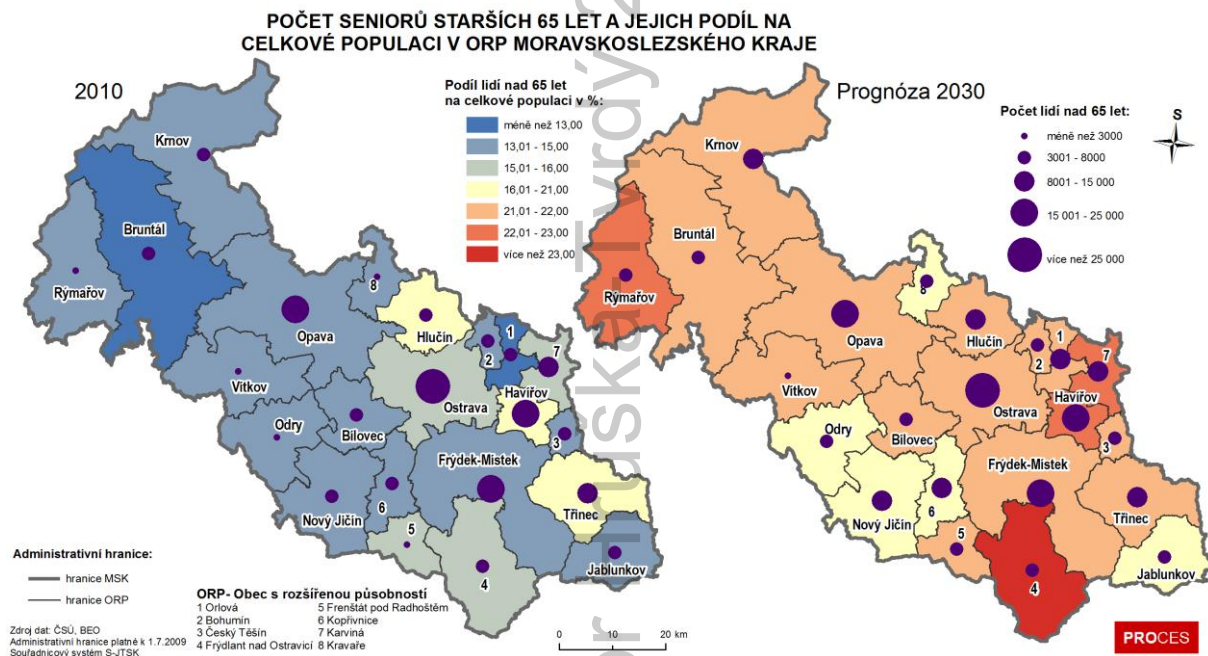 POČET SENIORŮ STARŠÍCH 65 LET A JEJICH PODÍL NA
CELKOVÉ POPULACI V ORP MORAVSKOSLEZSKÉHO KRAJE
2010
Podíl lidí nad 65 let
na celkové populaci v %:
méně než 13,00
13,01 - 15,00
15,01 - 16,00
16,01 - 21,00
21,01 - 22,00
22,01 - 23,00
více než 23,00
Krnov
Bruntál
Rýmařov
8
Opava
Hlučín
1
2
7
Vítkov
Ostrava
Havířov
Odry
Bílovec
3
Frýdek-Místek
Nový Jičín
6
Třinec
5
4
Jablunkov
Prognóza 2030
Počet lidí nad 65 let:
méně než 3000
3001 - 8000
8001 - 15 000
15 001 - 25 000
více než 25 000
S
Krnov
Bruntál
Rýmařov
8
Opava
Hlučín
1
2
7
Vítkov
Ostrava
Havířov
Odry
Bílovec
3
Frýdek-Místek
Nový Jičín
6
Třinec
5
4
Jablunkov
Administrativní hranice:
hranice MSK
hranice ORP
Zdroj dat: ČSÚ, BEO
Administrativní hranice platné k 1.7.2009
Souřadnicový systém S-JTSK
ORP- Obec s rozšířenou působností
1 Orlová 5 Frenštát pod Radhoštěm
2 Bohumín 6 Kopřivnice
3 Český Těšín 7 Karviná
4 Frýdlant nad Ostravicí 8 Kravaře
0 10 20 km
PROCES